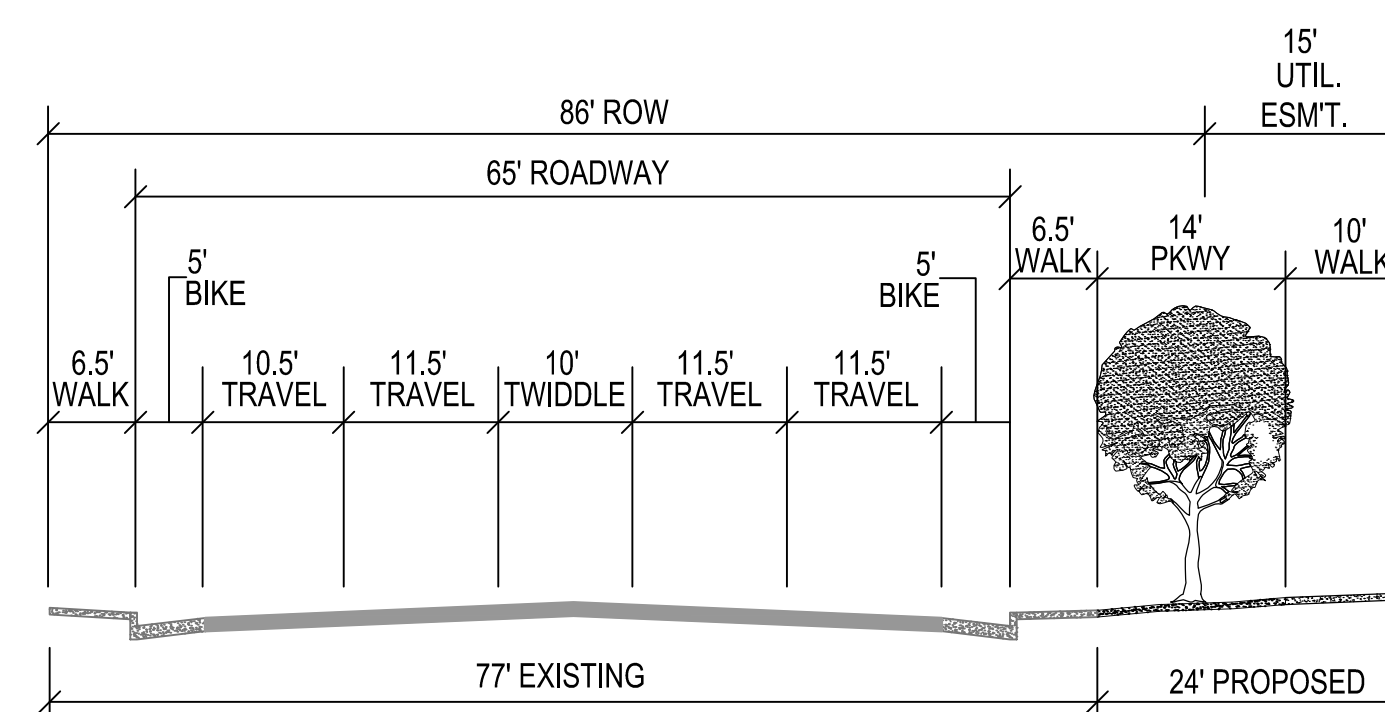 15'
UTIL.
ESM'T.
86' ROW
65' ROADWAY
6.5'
WALK
14'
PKWY
10'
WALK
5'
BIKE
5'
BIKE
6.5'
WALK
10.5'
TRAVEL
11.5'
TRAVEL
10'
TWIDDLE
11.5'
TRAVEL
11.5'
TRAVEL
77' EXISTING
24' PROPOSED